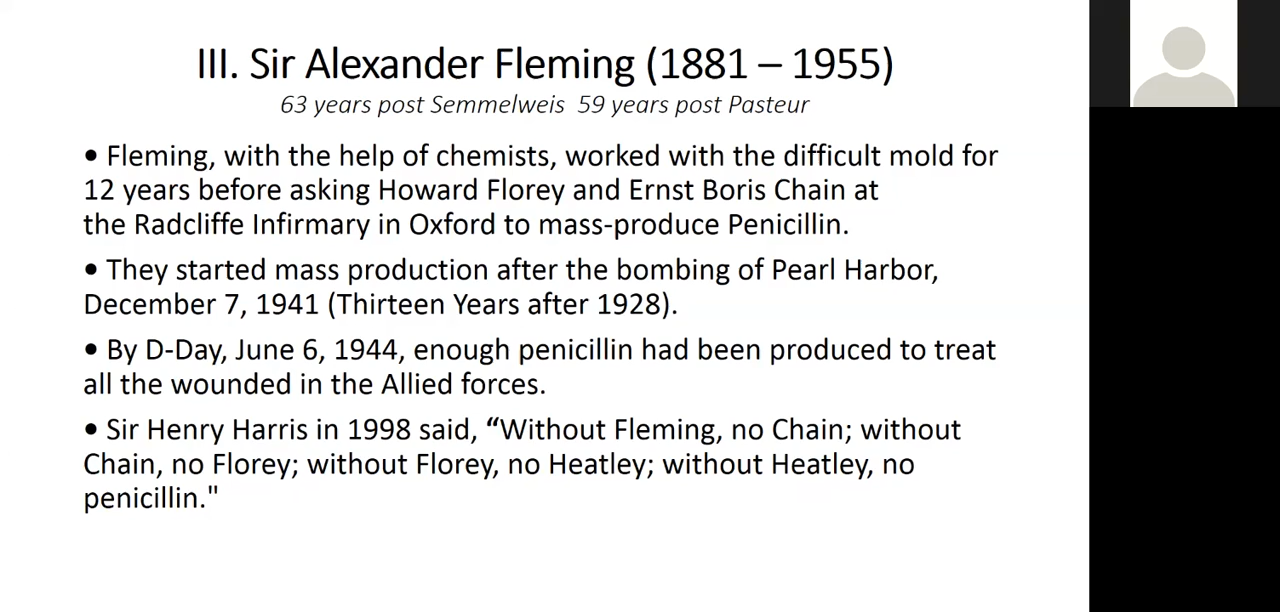 III. Sir Alexander Fleming (1881 – 1955)
63 years post Semmelweis 59 years post Pasteur
• Fleming, with the help of chemists, worked with the difficult mold for
12 years before asking Howard Florey and Ernst Boris Chain at
the Radcliffe Infirmary in Oxford to mass-produce Penicillin.
• They started mass production after the bombing of Pearl Harbor,
December 7, 1941 (Thirteen Years after 1928).
• By D-Day, June 6, 1944, enough penicillin had been produced to treat
all the wounded in the Allied forces.
• Sir Henry Harris in 1998 said, “Without Fleming, no Chain; without
Chain, no Florey; without Florey, no Heatley; without Heatley, no
penicillin."